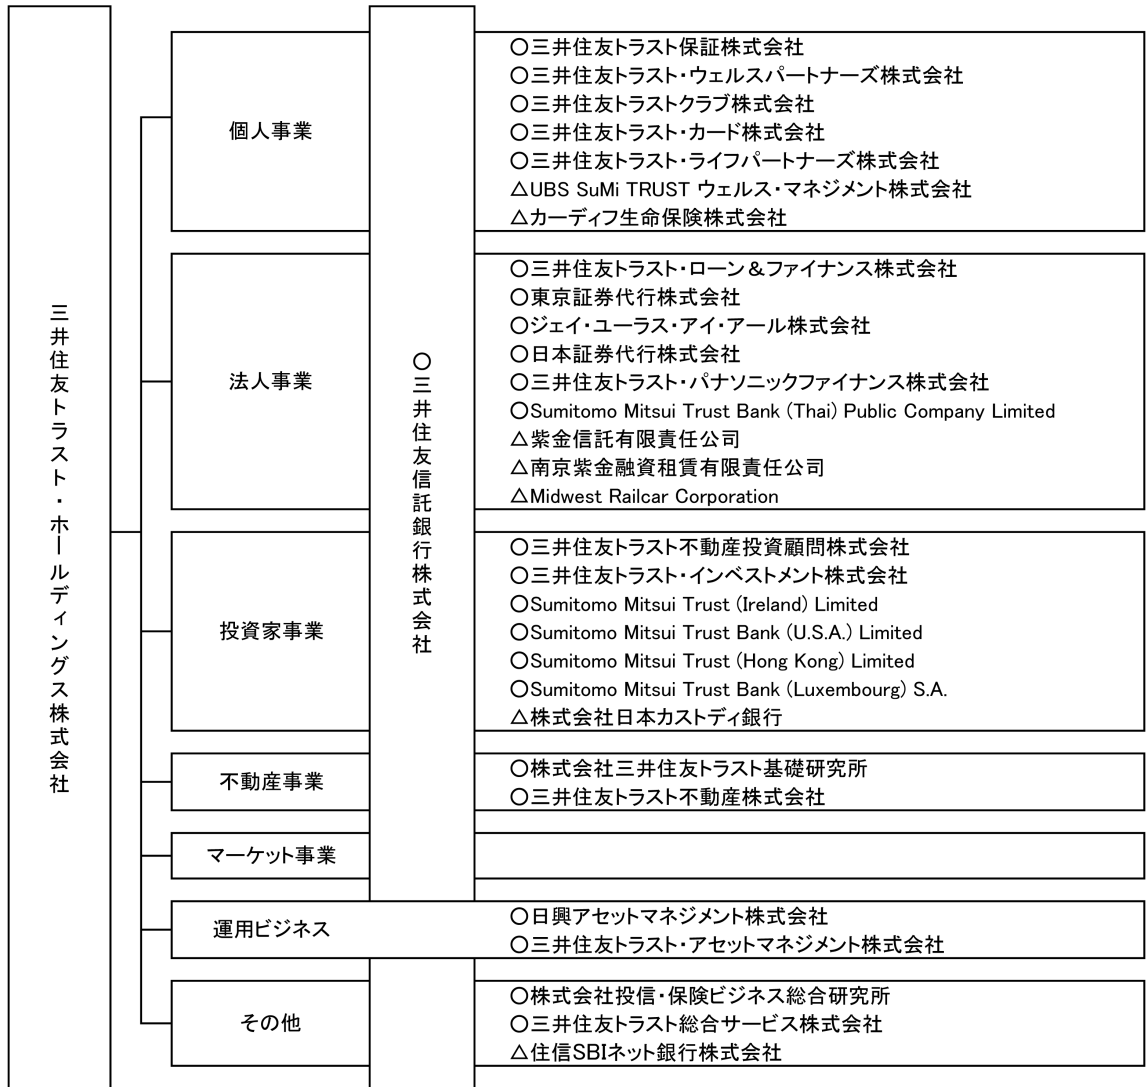 三井住友トラスト・ホールディングス株式会社
〇三井住友信託銀行株式会社
個人事業
〇三井住友トラスト保証株式会社
〇三井住友トラスト・ウェルスパートナーズ株式会社
〇三井住友トラストクラブ株式会社
〇三井住友トラスト・カード株式会社
〇三井住友トラスト・ライフパートナーズ株式会社
△UBS SuMi TRUST ウェルス・マネジメント株式会社
△カーディフ生命保険株式会社
法人事業
〇三井住友トラスト・ローン&ファイナンス株式会社
〇東京証券代行株式会社
〇ジェイ・ユーラス・アイ・アール株式会社
〇日本証券代行株式会社
〇三井住友トラスト・パナソニックファイナンス株式会社
〇Sumitomo Mitsui Trust Bank (Thai) Public Company Limited
△紫金信託有限責任公司
△南京紫金融資租賃有限責任公司
△Midwest Railcar Corporation
投資家事業
〇三井住友トラスト不動産投資顧問株式会社
〇三井住友トラスト・インベストメント株式会社
〇Sumitomo Mitsui Trust (Ireland) Limited
〇Sumitomo Mitsui Trust Bank (U.S.A.) Limited
〇Sumitomo Mitsui Trust (Hong Kong) Limited
〇Sumitomo Mitsui Trust Bank (Luxembourg) S.A.
△株式会社日本カストディ銀行
不動産事業
〇株式会社三井住友トラスト基礎研究所
〇三井住友トラスト不動産株式会社
マーケット事業
運用ビジネス
〇日興アセットマネジメント株式会社
〇三井住友トラスト・アセットマネジメント株式会社
その他
〇株式会社投信・保険ビジネス総合研究所
〇三井住友トラスト総合サービス株式会社
△住信SBIネット銀行株式会社